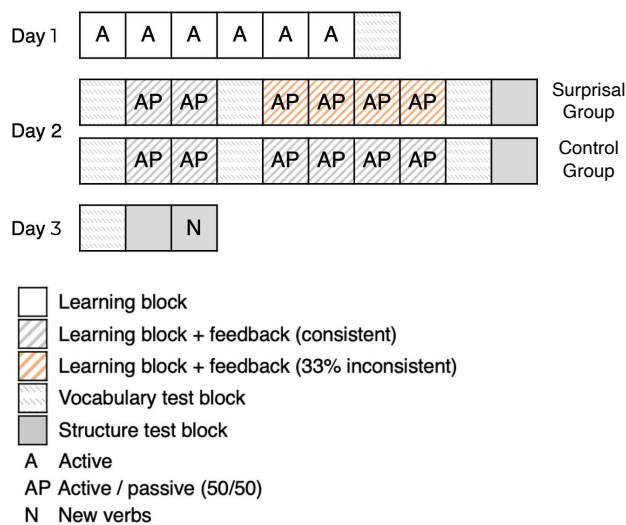 Day 1 A A A A A A
AP AP AP AP AP AP Surprisal
Group
Day 2
AP AP AP AP AP AP Control
Group
Day 3 N
Learning block
Learning block + feedback (consistent)
Learning block + feedback (33% inconsistent)
Vocabulary test block
Structure test block
A Active
AP Active / passive (50/50)
N New verbs